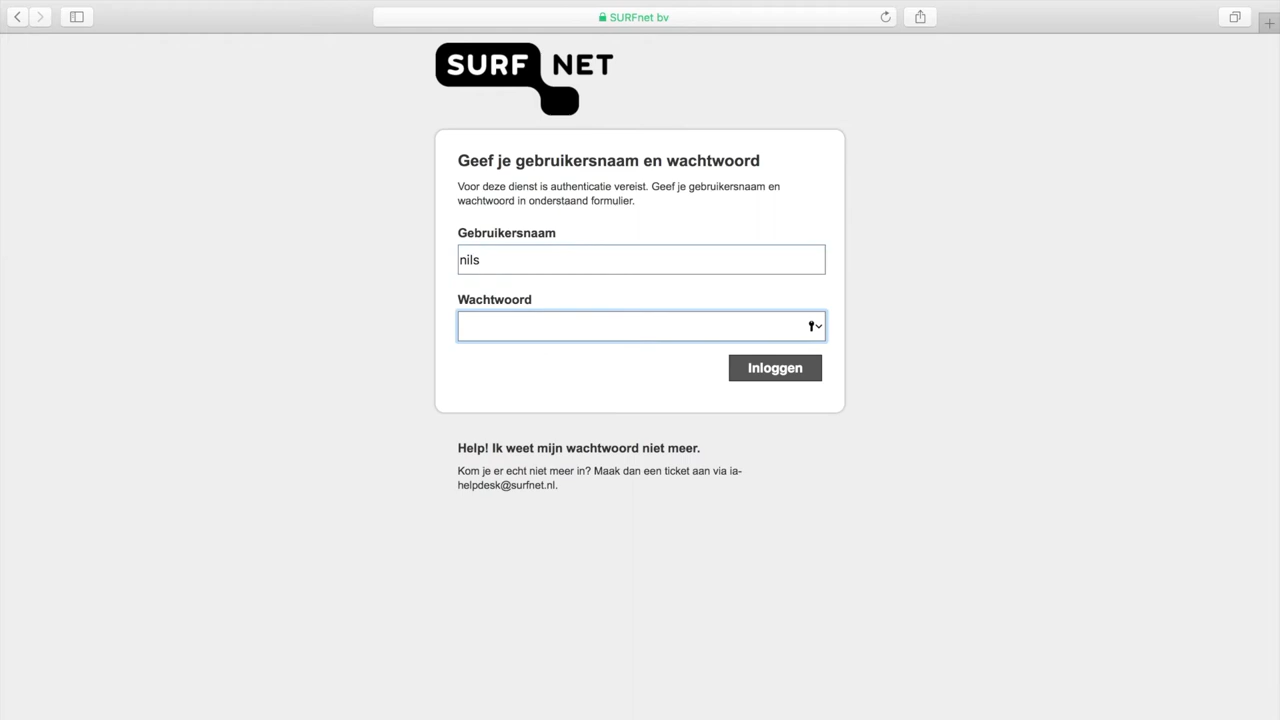 SURFnet bv
SURF NET
Geef je gebruikersnaam en wachtwoord
Voor deze dienst is authenticatie vereist. Geef je gebruikersnaam en
wachtwoord in onderstaand formulier.
Gebruikersnaam
nils
Wachtwoord
Inloggen
Help! Ik weet mijn wachtwoord niet meer.
Kom je er echt niet meer in? Maak dan een ticket aan via ia-
helpdesk@surfnet.nl.